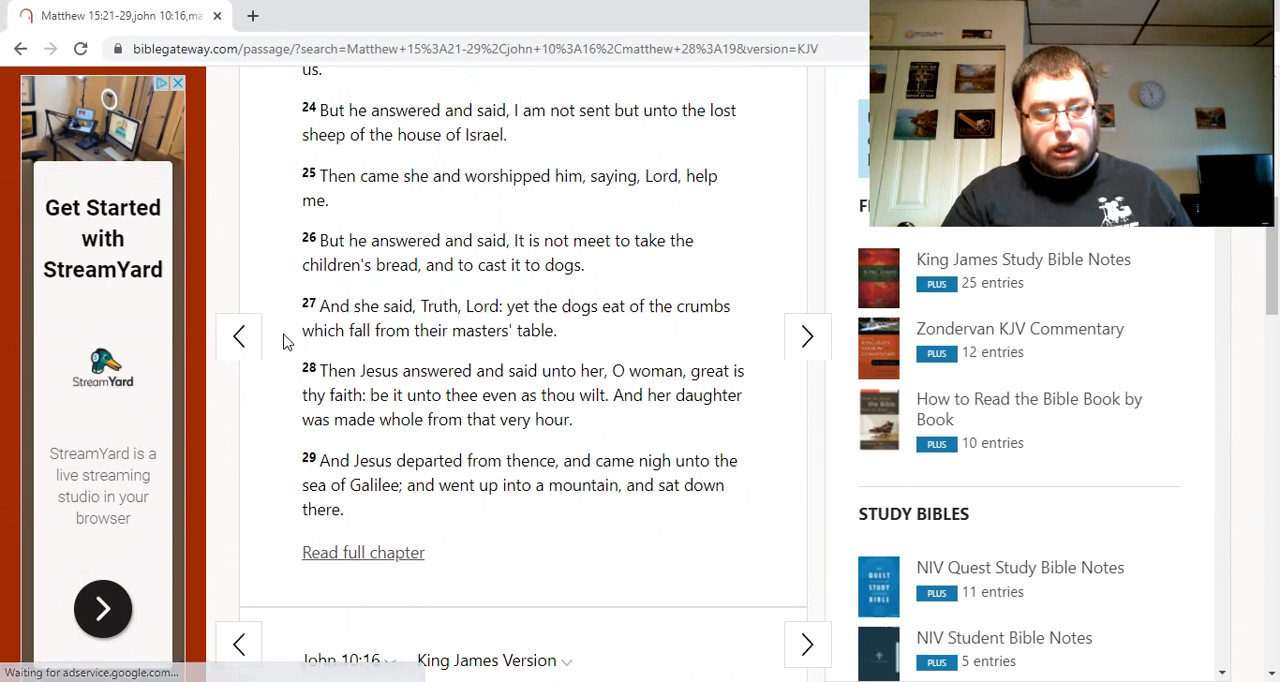 Matthew 15:21-29,john 10:16,ma
biblegateway.com/passage/?search=Matthew+15%3A21-29%2Cjohn+10%3A16%2Cmatthew+28%3A19&version=KJV
Get Started
with
StreamYard
StreamYard
StreamYard is a
live streaming
studio in your
browser
us.
24 But he answered and said, I am not sent but unto the lost
sheep of the house of Israel.
25 Then came she and worshipped him, saying, Lord, help
me.
26 But he answered and said, It is not meet to take the
children's bread, and to cast it to dogs.
27 And she said, Truth, Lord: yet the dogs eat of the crumbs
which fall from their masters' table.
28 Then Jesus answered and said unto her, O woman, great is
thy faith: be it unto thee even as thou wilt. And her daughter
was made whole from that very hour.
29 And Jesus departed from thence, and came nigh unto the
sea of Galilee; and went up into a mountain, and sat down
there.
Read full chapter
John 10:16 King James Version
King James Study Bible Notes
PLUS 25 entries
Zondervan KJV Commentary
PLUS 12 entries
How to Read the Bible Book by
Book
PLUS 10 entries
STUDY BIBLES
NIV Quest Study Bible Notes
PLUS 11 entries
NIV Student Bible Notes
PLUS 5 entries
Waiting for adservice.google.com...